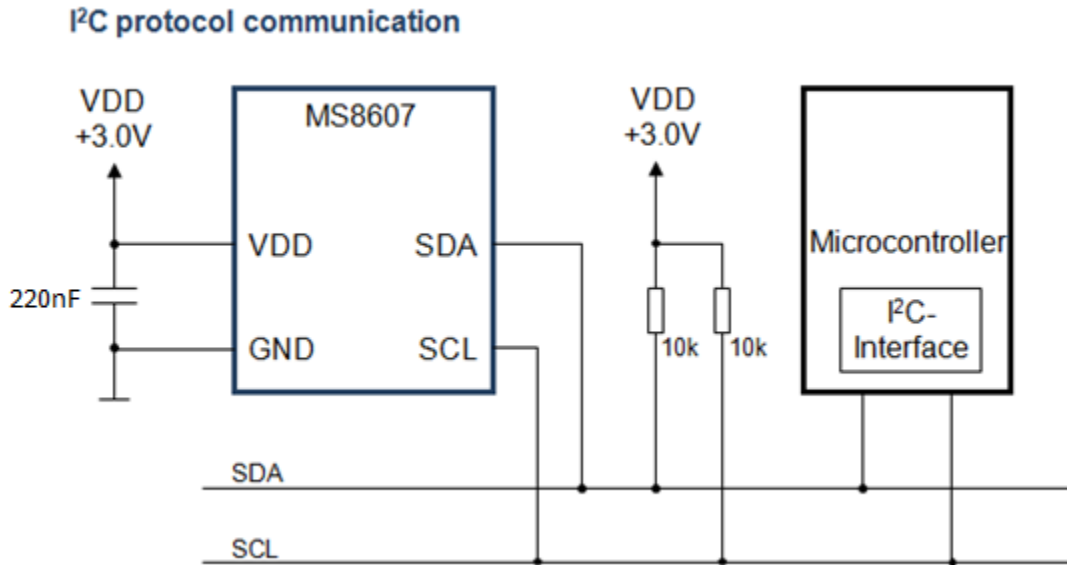 I²C protocol communication
VDD
+3.0V
MS8607
VDD
+3.0V
VDD
SDA
Microcontroller
220nF
I²C-
Interface
GND
SCL
10k
10k
SDA
SCL